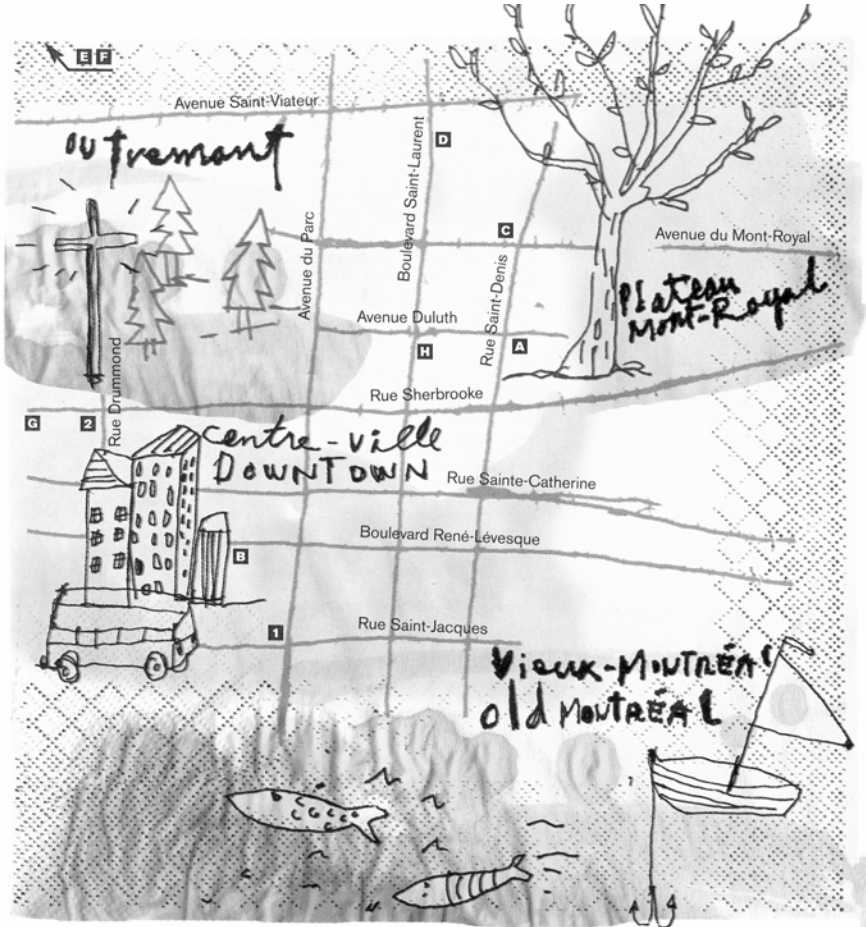 E F
Avenue Saint-Viateur
outremont
Boulevard Saint-Laurent
D
Avenue du Parc
C
Avenue du Mont-Royal
Rue Saint-Denis
Plateau
Mont-Royal
Avenue Duluth
H
A
Rue Sherbrooke
G
2
Rue Drummond
centre-ville
DOWNTOWN
Rue Sainte-Catherine
Boulevard René-Lévesque
B
1
Rue Saint-Jacques
Vieux-MONTRÉAL
old MONTRÉAL